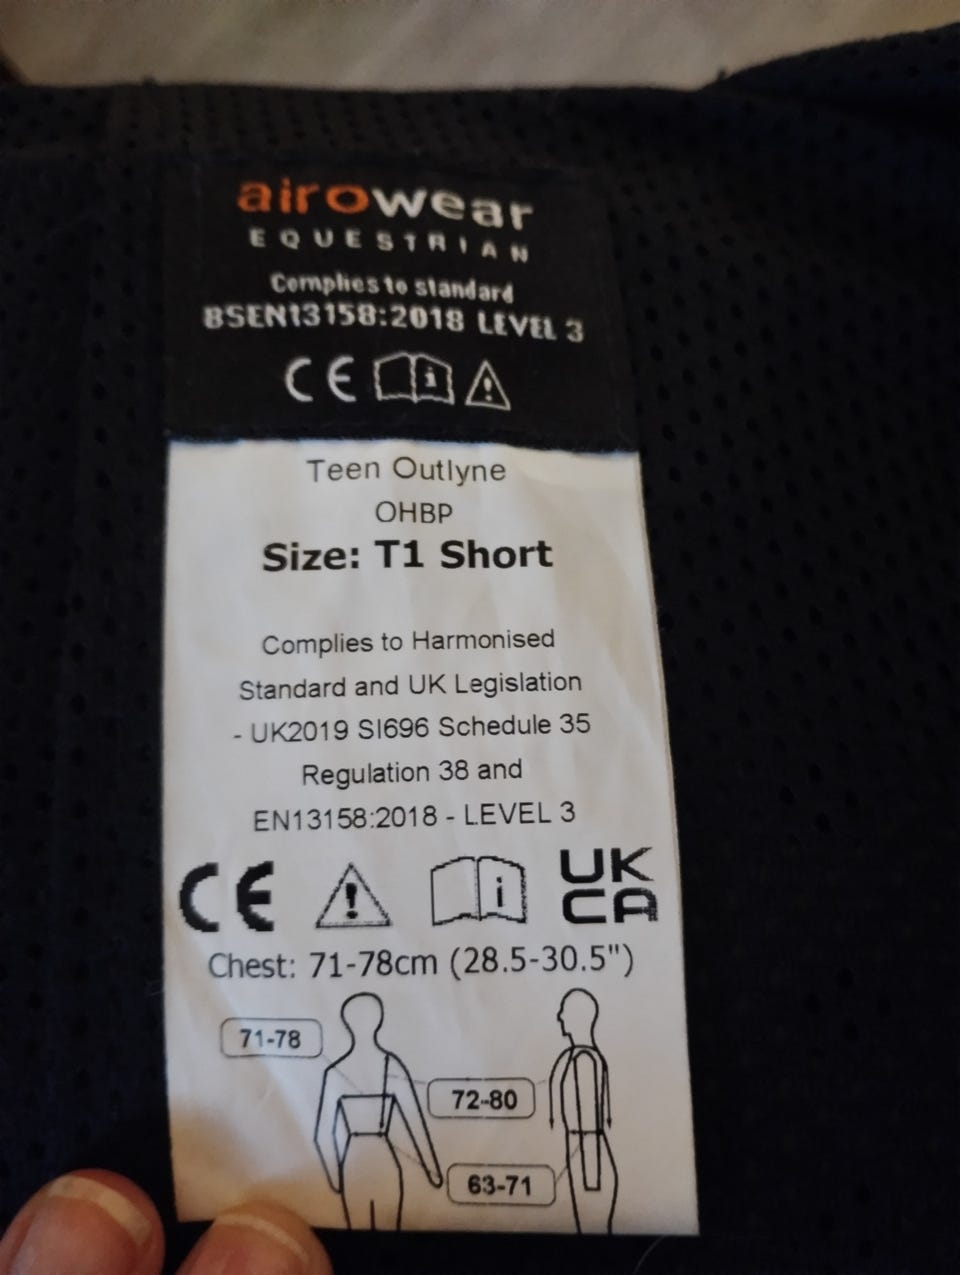 airowear
EQUESTRIAN
Complies to standard
BSEN13158:2018 LEVEL 3
CE i !
Teen Outlyne
OHBP
Size: T1 Short
Complies to Harmonised
Standard and UK Legislation
- UK2019 SI696 Schedule 35
Regulation 38 and
EN13158:2018 - LEVEL 3
CE ! i UK
CA
Chest: 71-78cm (28.5-30.5")
71-78
72-80
63-71